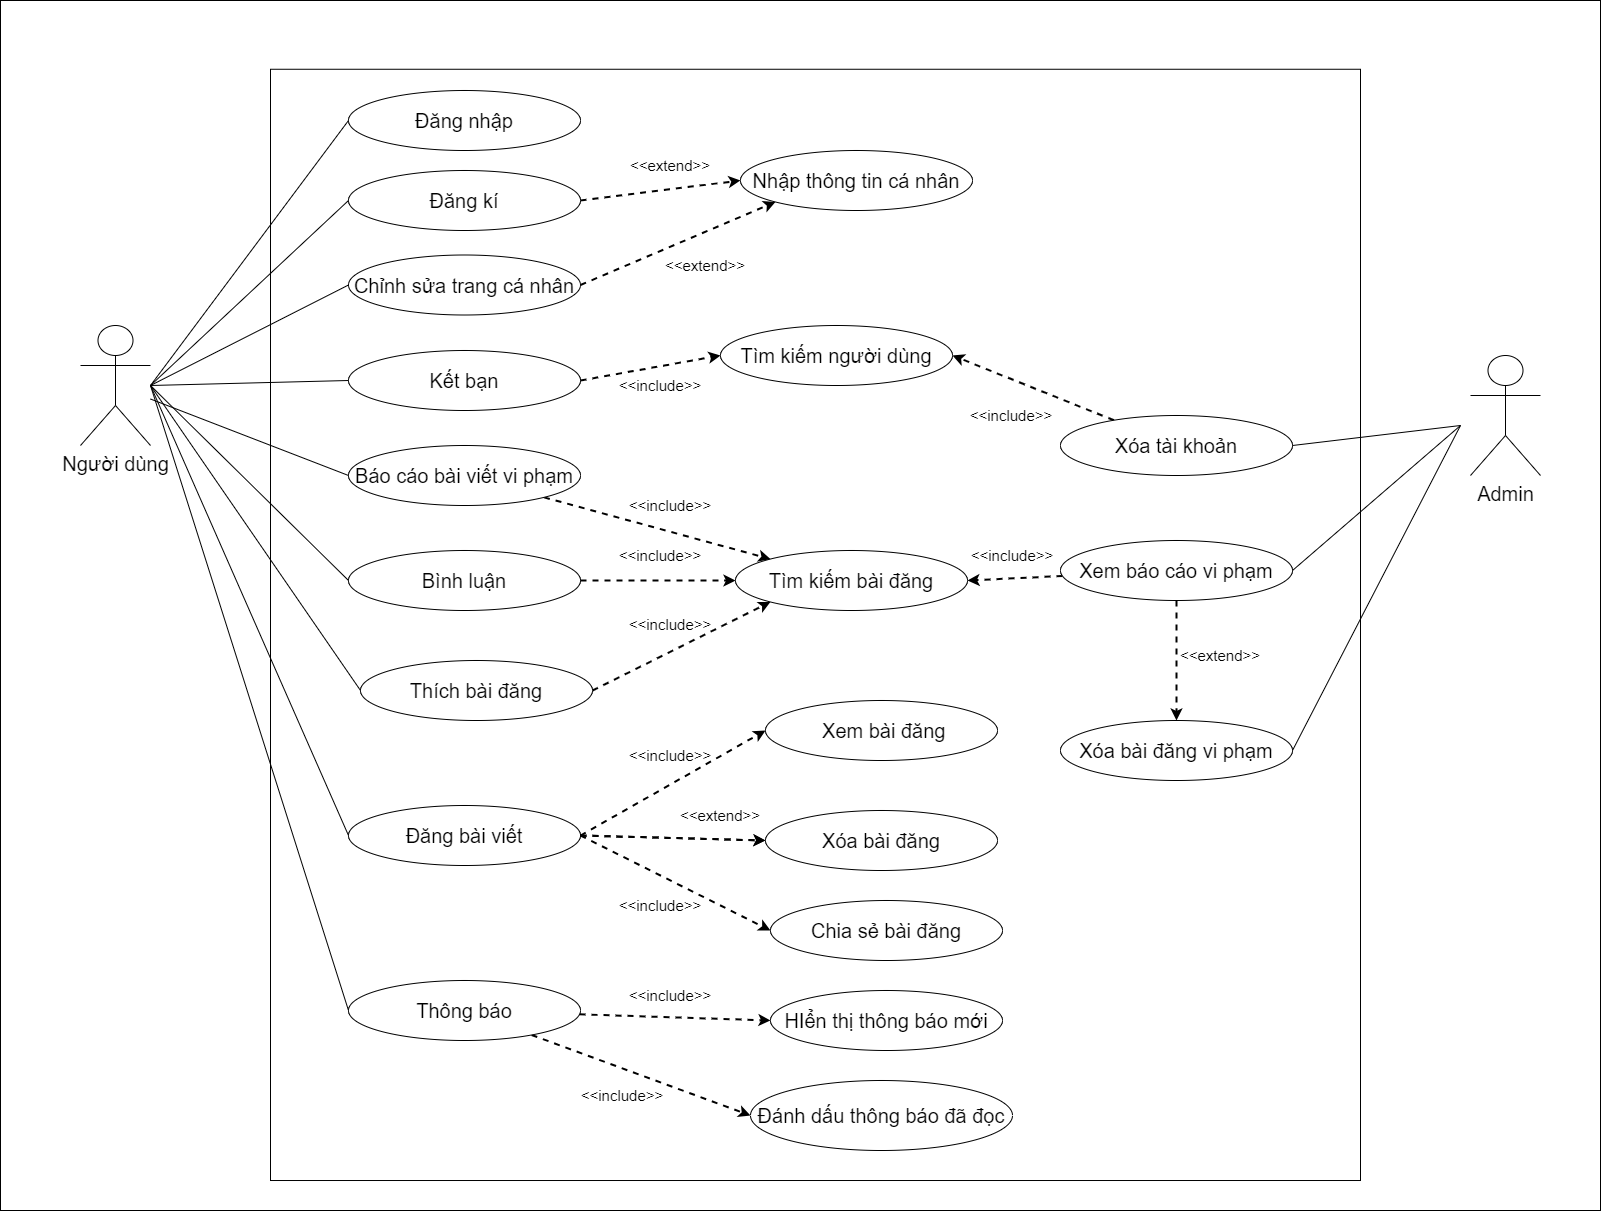 Đăng nhập
<<extend>>
Nhập thông tin cá nhân
Đăng kí
<<extend>>
Chỉnh sửa trang cá nhân
Tìm kiếm người dùng
Kết bạn
<<include>>
<<include>>
Xóa tài khoản
Người dùng
Admin
Báo cáo bài viết vi phạm
<<include>>
<<include>>
<<include>>
Bình luận
Tìm kiếm bài đăng
Xem báo cáo vi phạm
<<include>>
<<extend>>
Thích bài đăng
Xem bài đăng
<<include>>
Xóa bài đăng vi phạm
<<extend>>
Đăng bài viết
Xóa bài đăng
<<include>>
Chia sẻ bài đăng
<<include>>
Thông báo
HIển thị thông báo mới
<<include>>
Đánh dấu thông báo đã đọc